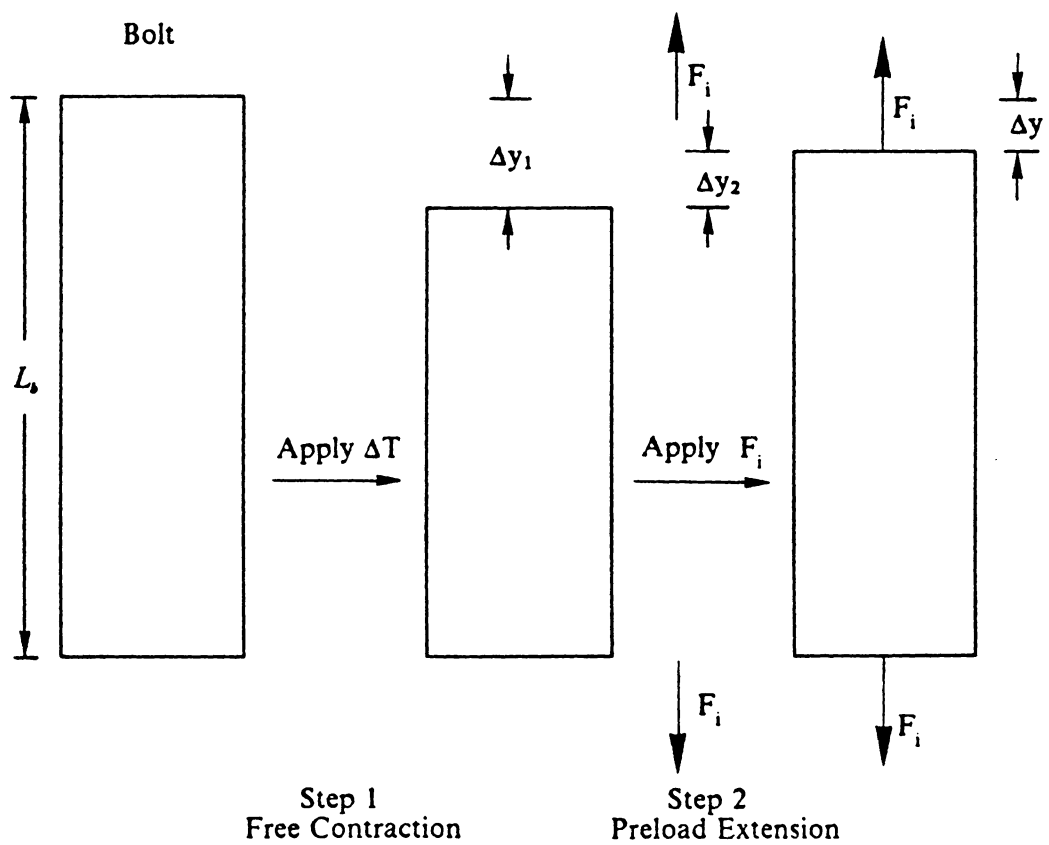 Bolt
F_i
F_i
Δy
Δy₁
Δy₂
L_b
Apply ΔT
Apply F_i
F_i
F_i
Step 1
Free Contraction
Step 2
Preload Extension